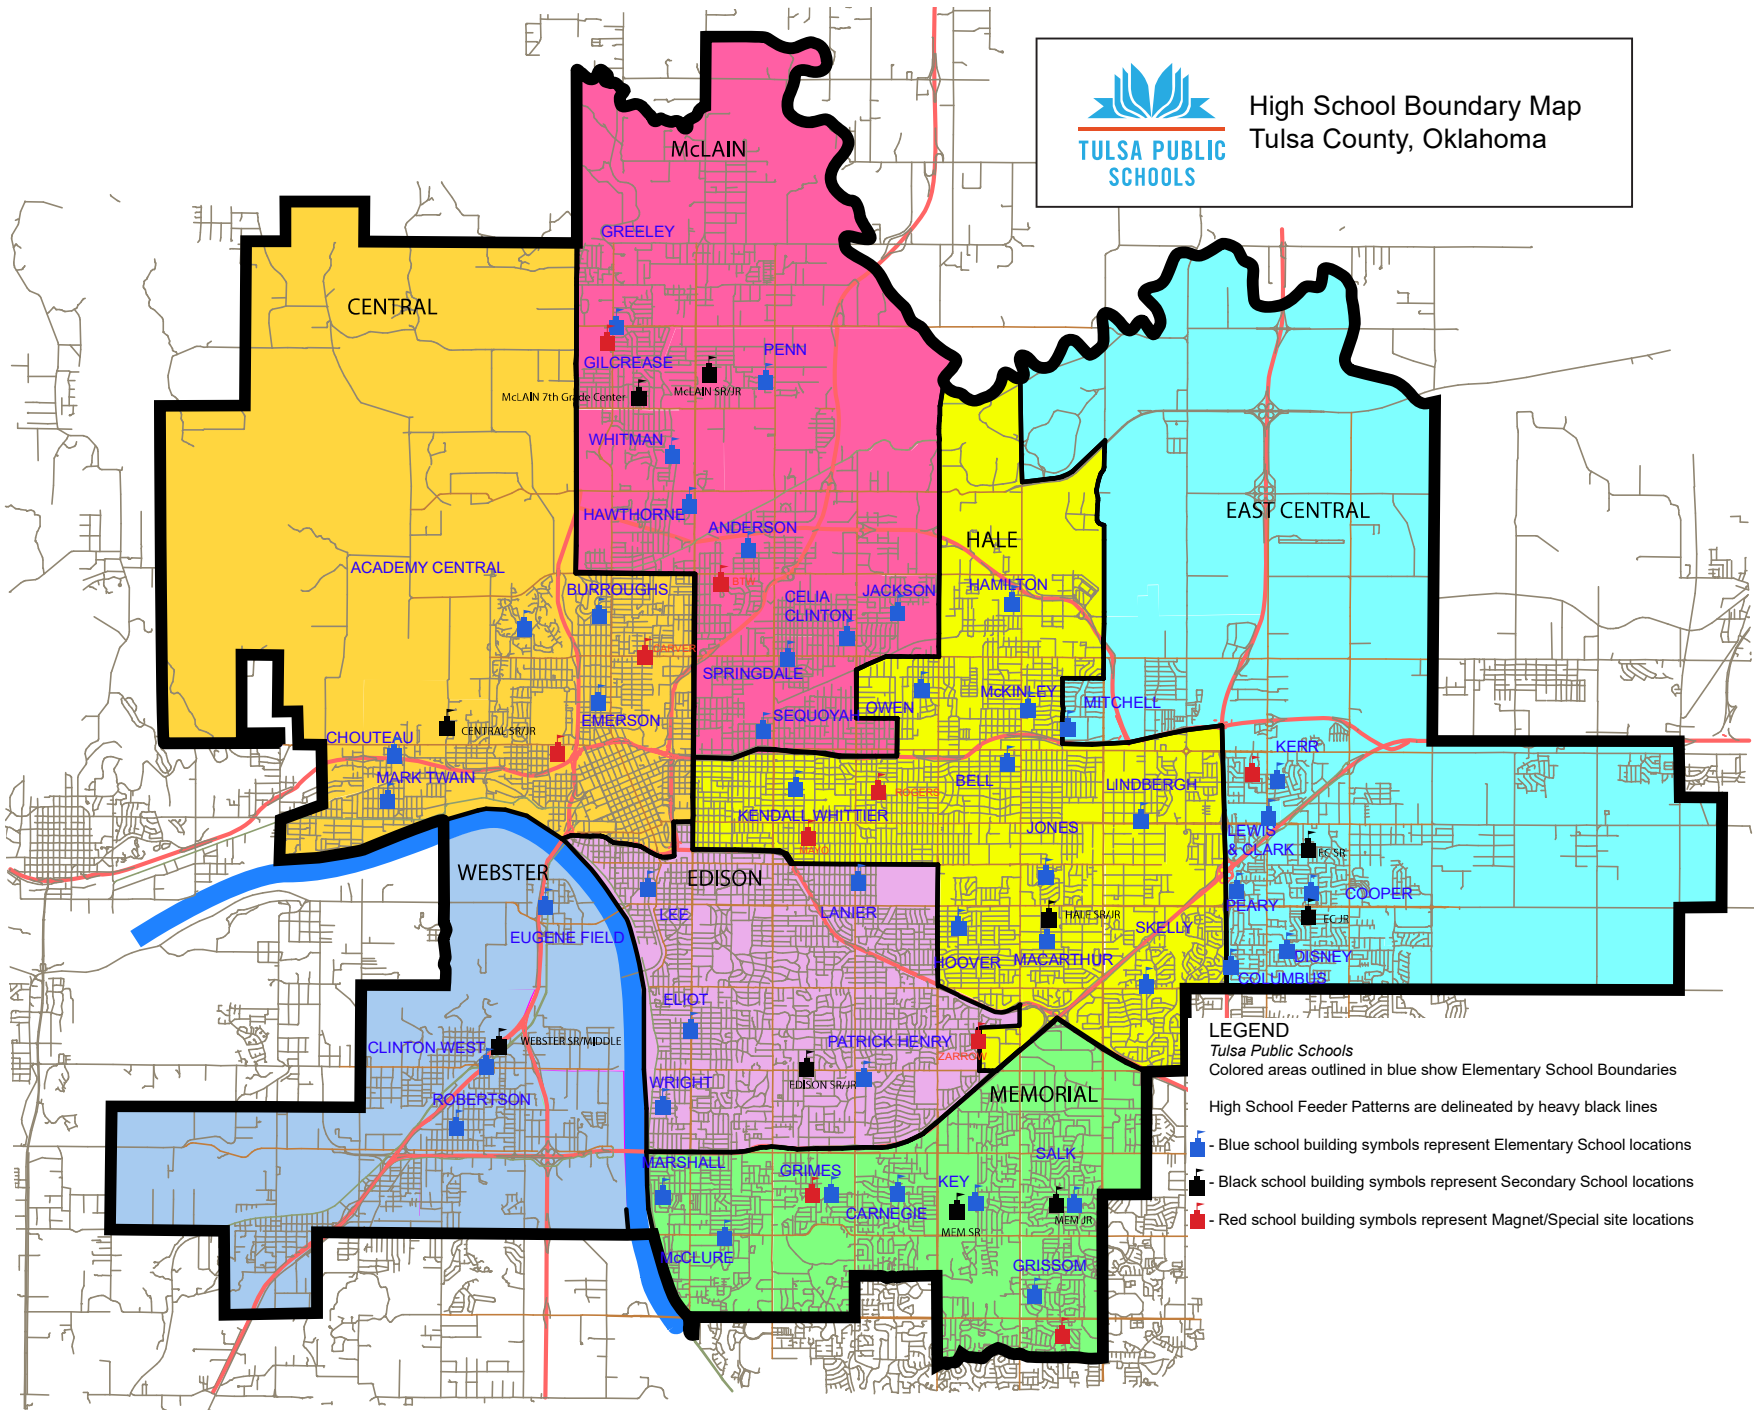 High School Boundary Map
Tulsa County, Oklahoma
TULSA PUBLIC
SCHOOLS
McLAIN
GREELEY
CENTRAL
GILCREASE
PENN
McLAIN SR/JR
McLAIN 7th Grade Center
WHITMAN
HAWTHORNE
ANDERSON
EAST CENTRAL
HALE
ACADEMY CENTRAL
BURROUGHS
BTW
CELIA
CLINTON
JACKSON
HAMILTON
CARVER
SPRINGDALE
McKINLEY
MITCHELL
OWEN
SEQUOYAH
EMERSON
CENTRAL SR/JR
CHOUTEAU
MARK TWAIN
KERR
BELL
LINDBERGH
ROGERS
KENDALL WHITTIER
JONES
LEWIS
& CLARK
EC SR
WEBSTER
EDISON
COOPER
PEARY
EC JR
LEE
LANIER
HALE SR/JR
SKELLY
EUGENE FIELD
HOOVER
MACARTHUR
DISNEY
COLUMBUS
ELIOT
CLINTON WEST
WEBSTER SR/MIDDLE
PATRICK HENRY
ZARROW
EDISON SR/JR
WRIGHT
ROBERTSON
MEMORIAL
MARSHALL
GRIMES
KEY
SALK
CARNEGIE
MEM SR
MEM JR
McCLURE
GRISSOM
LEGEND
Tulsa Public Schools
Colored areas outlined in blue show Elementary School Boundaries
High School Feeder Patterns are delineated by heavy black lines
- Blue school building symbols represent Elementary School locations
- Black school building symbols represent Secondary School locations
- Red school building symbols represent Magnet/Special site locations